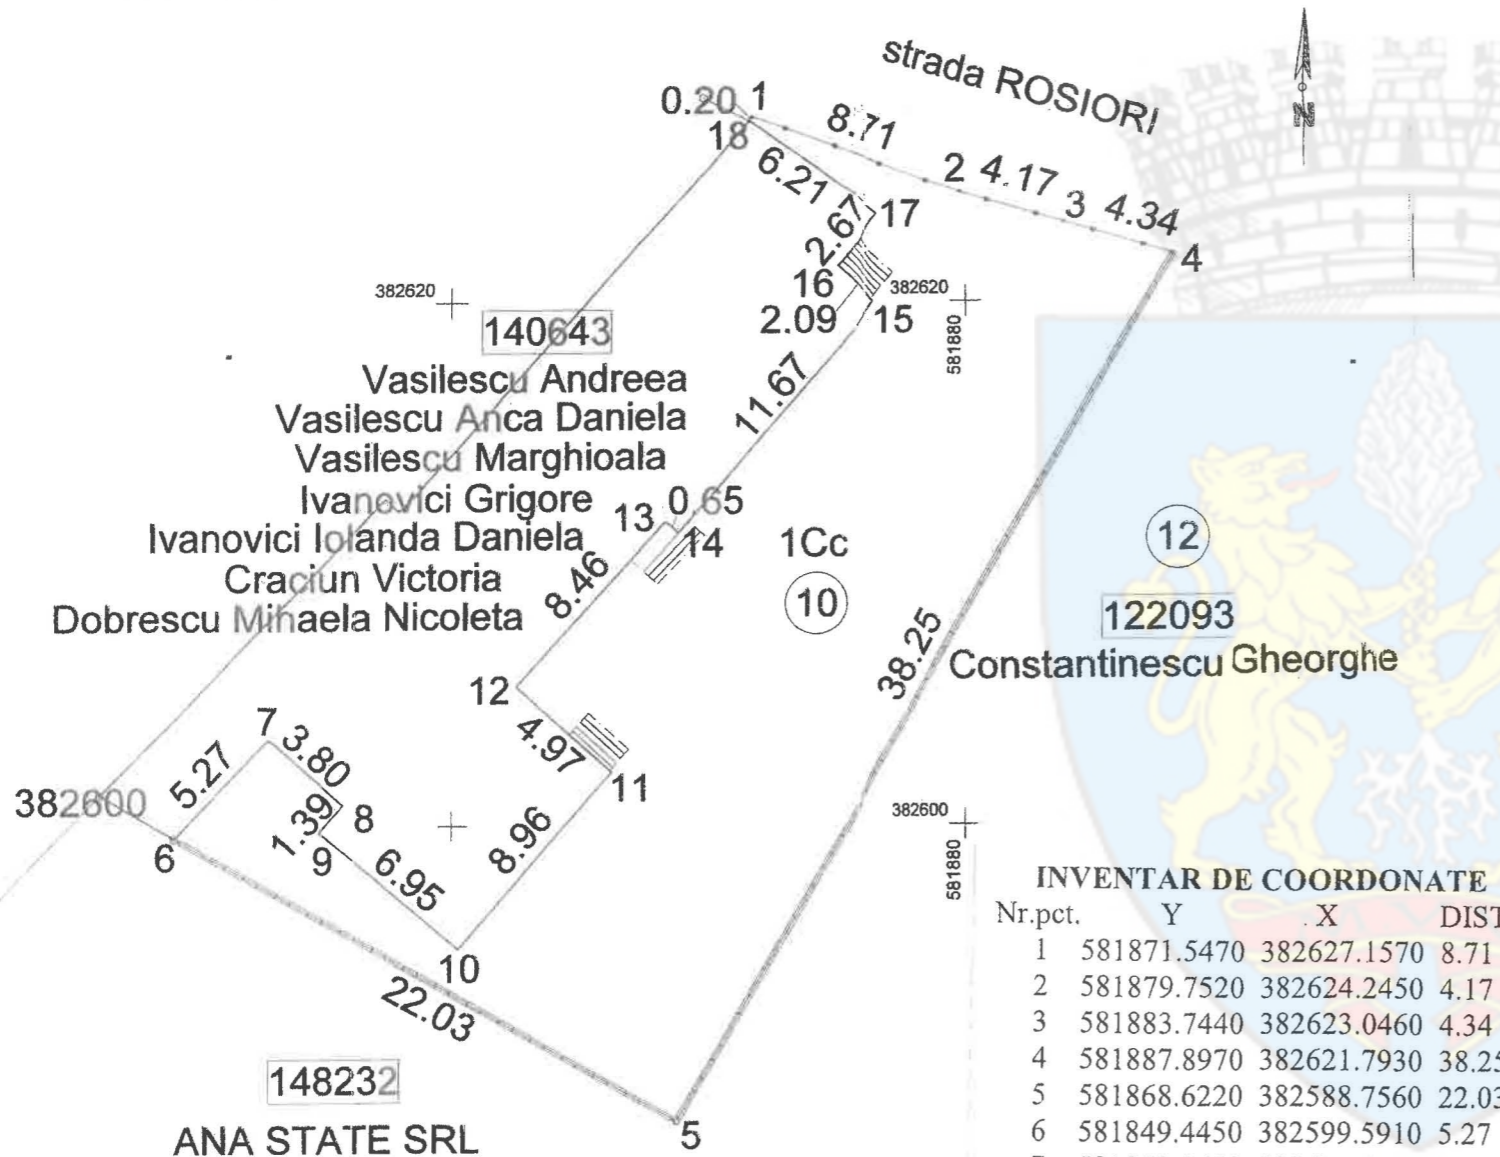 strada ROSIORI
N
0.20 1
18
8.71
6.21
2 4.17
3 4.34
4
17
2.67
16
2.09
15
382620
382620
581880
140643
Vasilescu Andreea
Vasilescu Anca Daniela
Vasilescu Marghioala
Ivanovici Grigore
Ivanovici Iolanda Daniela
Craciun Victoria
Dobrescu Mihaela Nicoleta
11.67
13
0.65
14
1Cc
10
8.46
12
122093
Constantinescu Gheorghe
38.25
12
4.97
11
7
3.80
5.27
382600
1.39
8
9
6
6.95
8.96
10
22.03
382600
581880
148232
ANA STATE SRL
5
INVENTAR DE COORDONATE
Nr.pct. Y X DIST
1 581871.5470 382627.1570 8.71
2 581879.7520 382624.2450 4.17
3 581883.7440 382623.0460 4.34
4 581887.8970 382621.7930 38.25
5 581868.6220 382588.7560 22.03
6 581849.4450 382599.5910 5.27